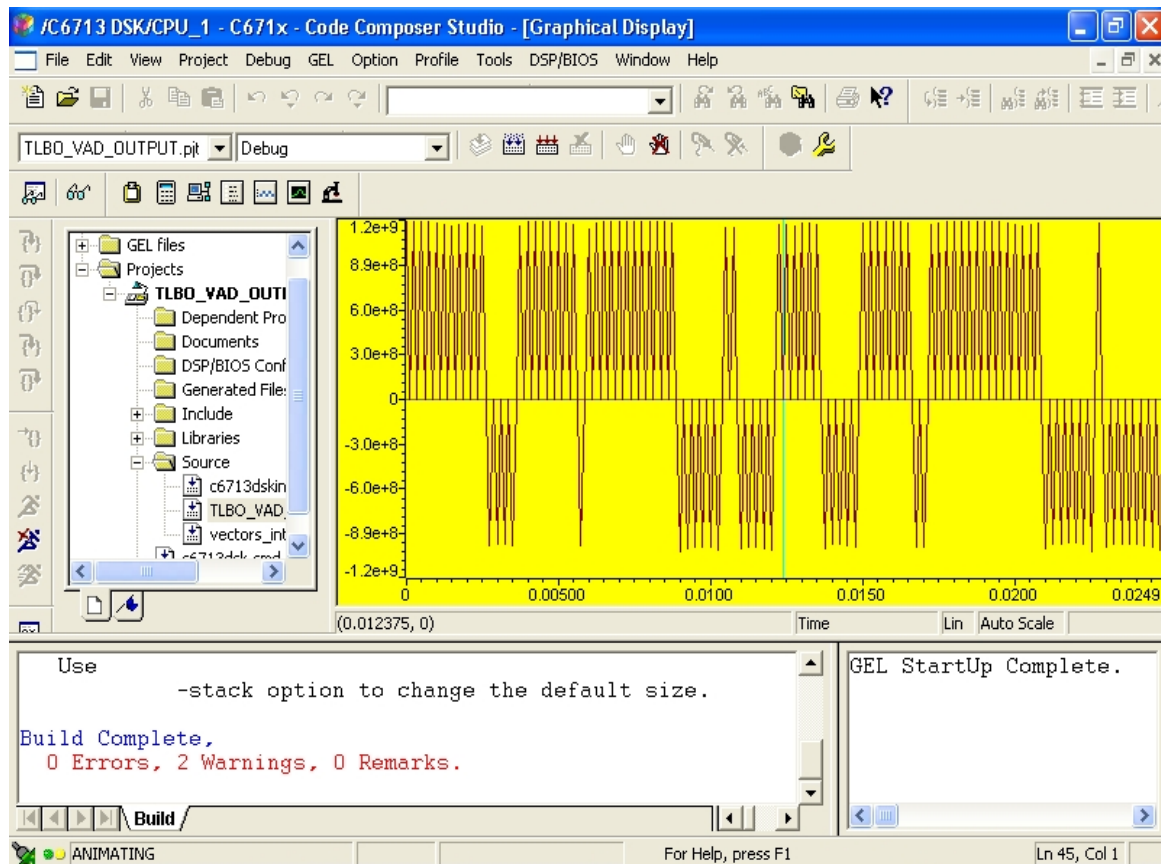 /C6713 DSK/CPU_1 - C671x - Code Composer Studio - [Graphical Display]
File Edit View Project Debug GEL Option Profile Tools DSP/BIOS Window Help
TLBO_VAD_OUTPUT.pjt Debug
GEL files
Projects
TLBO_VAD_OUTI
Dependent Pro
Documents
DSP/BIOS Conf
Generated File
Include
Libraries
Source
c6713dskin
TLBO_VAD_
vectors_int
c6713dsk.cmd
1.2e+9
8.9e+8
6.0e+8
3.0e+8
0
-3.0e+8
-6.0e+8
-8.9e+8
-1.2e+9
0 0.00500 0.0100 0.0150 0.0200 0.0249
(0.012375, 0) Time Lin Auto Scale
Use
-stack option to change the default size.
Build Complete,
0 Errors, 2 Warnings, 0 Remarks.
Build
GEL StartUp Complete.
ANIMATING For Help, press F1 Ln 45, Col 1